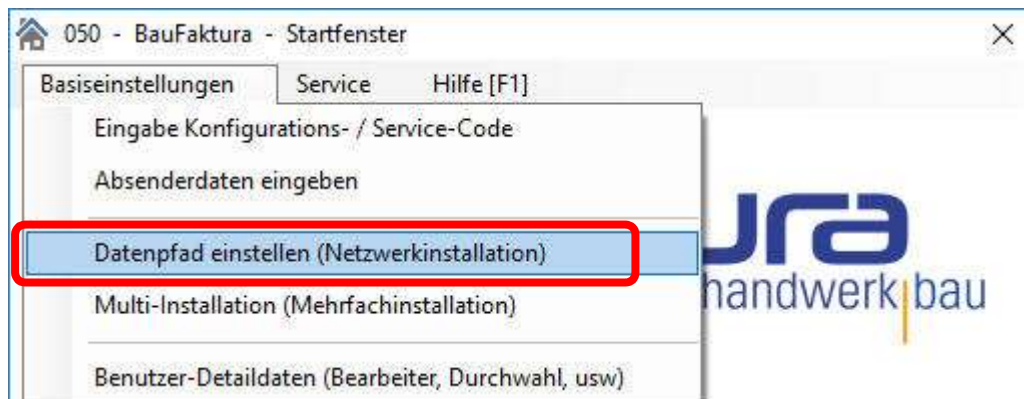 050 - BauFaktura - Startfenster
Basiseinstellungen Service Hilfe [F1]
Eingabe Konfigurations- / Service-Code
Absenderdaten eingeben
Datenpfad einstellen (Netzwerkinstallation)
Multi-Installation (Mehrfachinstallation)
Benutzer-Detaildaten (Bearbeiter, Durchwahl, usw)
ura
handwerk bau